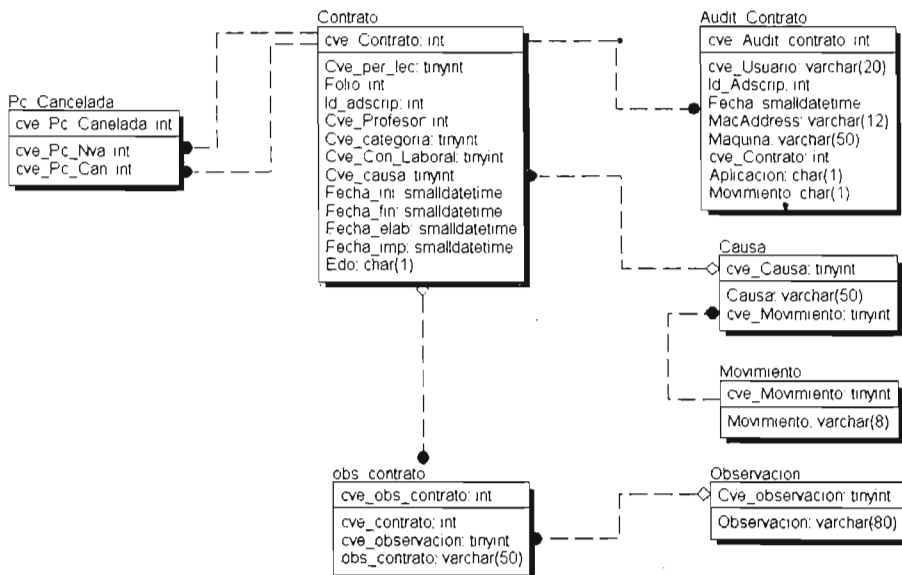 Contrato
cve_Contrato: int
Cve_per_lec: tinyint
Folio int
Id_adscrip: int
Cve_Profesor: int
Cve_categoria: tinyint
Cve_Con_Laboral: tinyint
Cve_causa tinyint
Fecha_ini: smalldatetime
Fecha_fin: smalldatetime
Fecha_elab: smalldatetime
Fecha_imp: smalldatetime
Edo: char(1)
Audit_Contrato
cve_Audit_contrato int
cve_Usuario: varchar(20)
Id_Adscrip: int
Fecha smalldatetime
MacAddress: varchar(12)
Maquina: varchar(50)
cve_Contrato: int
Aplicacion: char(1)
Movimiento char(1)
Pc_Cancelada
cve_Pc_Canelada int
cve_Pc_Nva int
cve_Pc_Can: int
Causa
cve_Causa: tinyint
Causa: varchar(50)
cve_Movimiento: tinyint
Movimiento
cve_Movimiento tinyint
Movimiento: varchar(8)
obs_contrato
cve_obs_contrato: int
cve_contrato: int
cve_observacion: tinyint
obs_contrato: varchar(50)
Observacion
Cve_observacion: tinyint
Observacion: varchar(80)